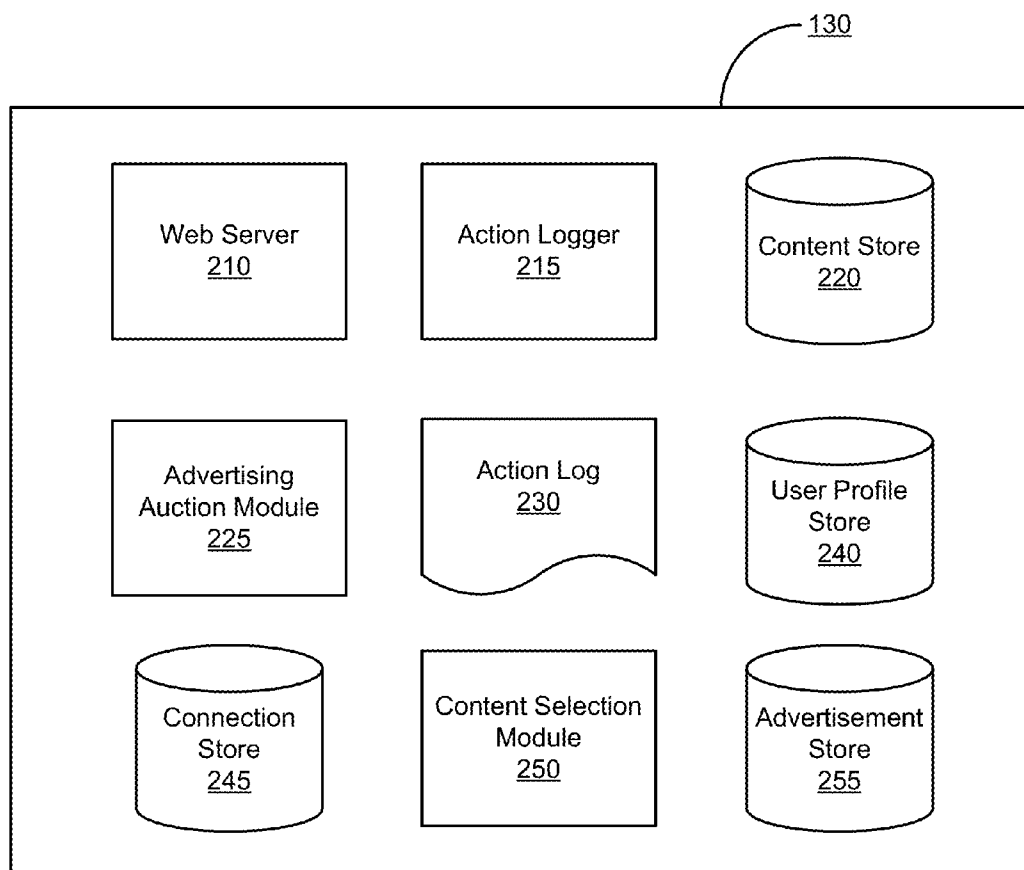 130
Web Server
210
Action Logger
215
Content Store
220
Advertising
Auction Module
225
Action Log
230
User Profile
Store
240
Connection
Store
245
Content Selection
Module
250
Advertisement
Store
255